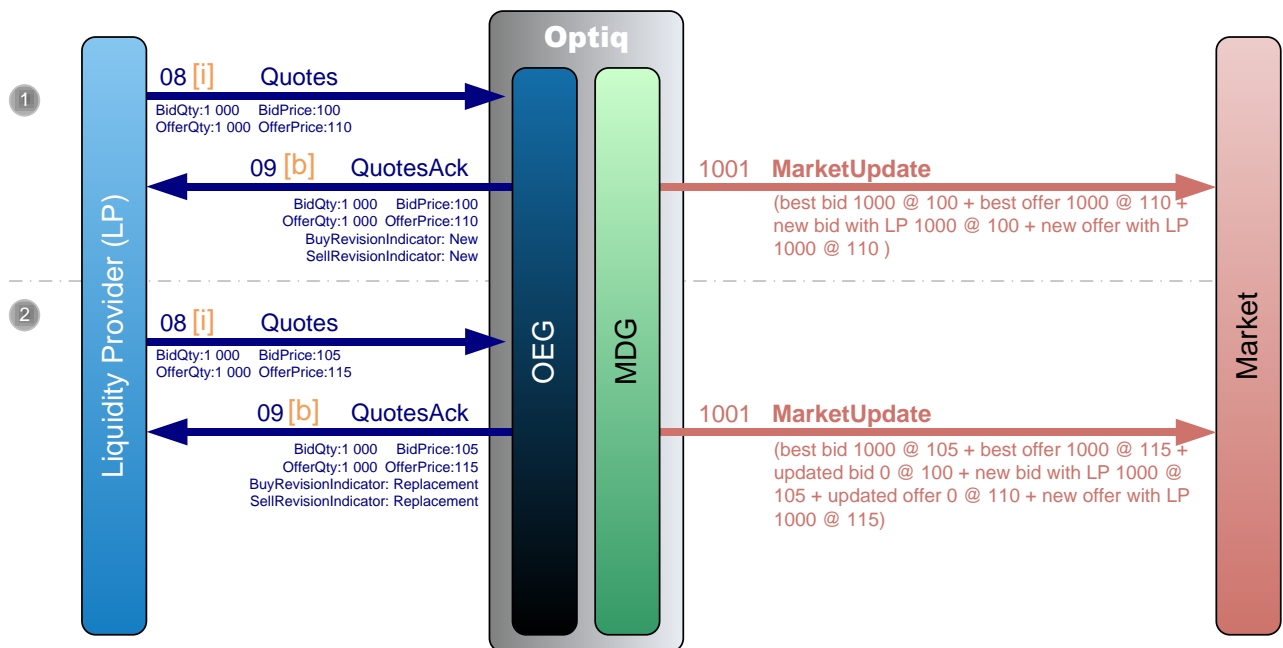 Optiq
1
08 [i] Quotes
BidQty:1 000 BidPrice:100
OfferQty:1 000 OfferPrice:110
09 [b] QuotesAck
BidQty:1 000 BidPrice:100
OfferQty:1 000 OfferPrice:110
BuyRevisionIndicator: New
SellRevisionIndicator: New
1001 MarketUpdate
(best bid 1000 @ 100 + best offer 1000 @ 110 +
new bid with LP 1000 @ 100 + new offer with LP
1000 @ 110 )
2
08 [i] Quotes
BidQty:1 000 BidPrice:105
OfferQty:1 000 OfferPrice:115
09 [b] QuotesAck
BidQty:1 000 BidPrice:105
OfferQty:1 000 OfferPrice:115
BuyRevisionIndicator: Replacement
SellRevisionIndicator: Replacement
1001 MarketUpdate
(best bid 1000 @ 105 + best offer 1000 @ 115 +
updated bid 0 @ 100 + new bid with LP 1000 @
105 + updated offer 0 @ 110 + new offer with LP
1000 @ 115)
Liquidity Provider (LP)
OEG
MDG
Market